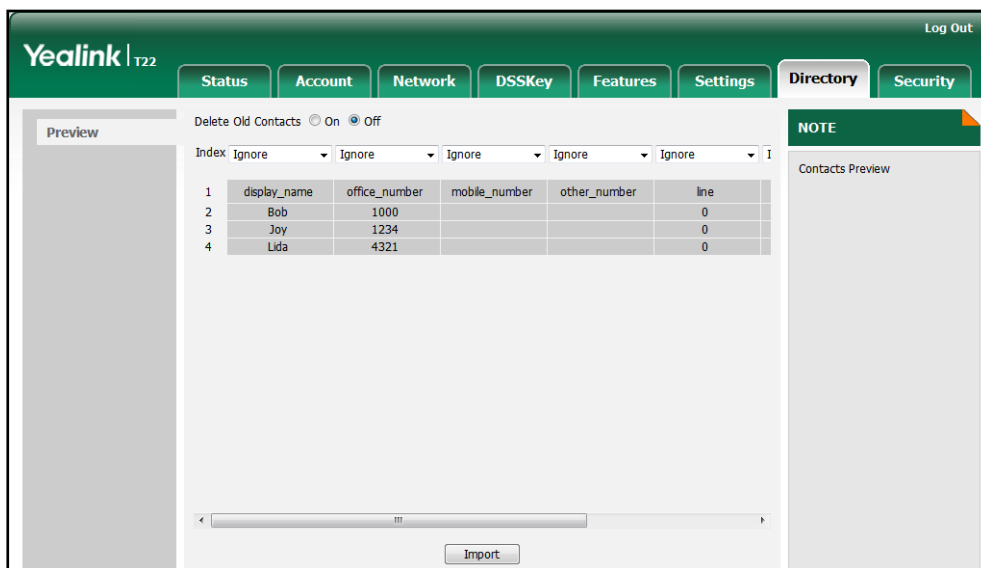 Log Out
Yealink T22
Status Account Network DSSKey Features Settings Directory Security
Preview
Delete Old Contacts On Off
NOTE
Index Ignore Ignore Ignore Ignore Ignore I
Contacts Preview
1 display_name office_number mobile_number other_number line
2 Bob 1000 0
3 Joy 1234 0
4 Lida 4321 0
Import